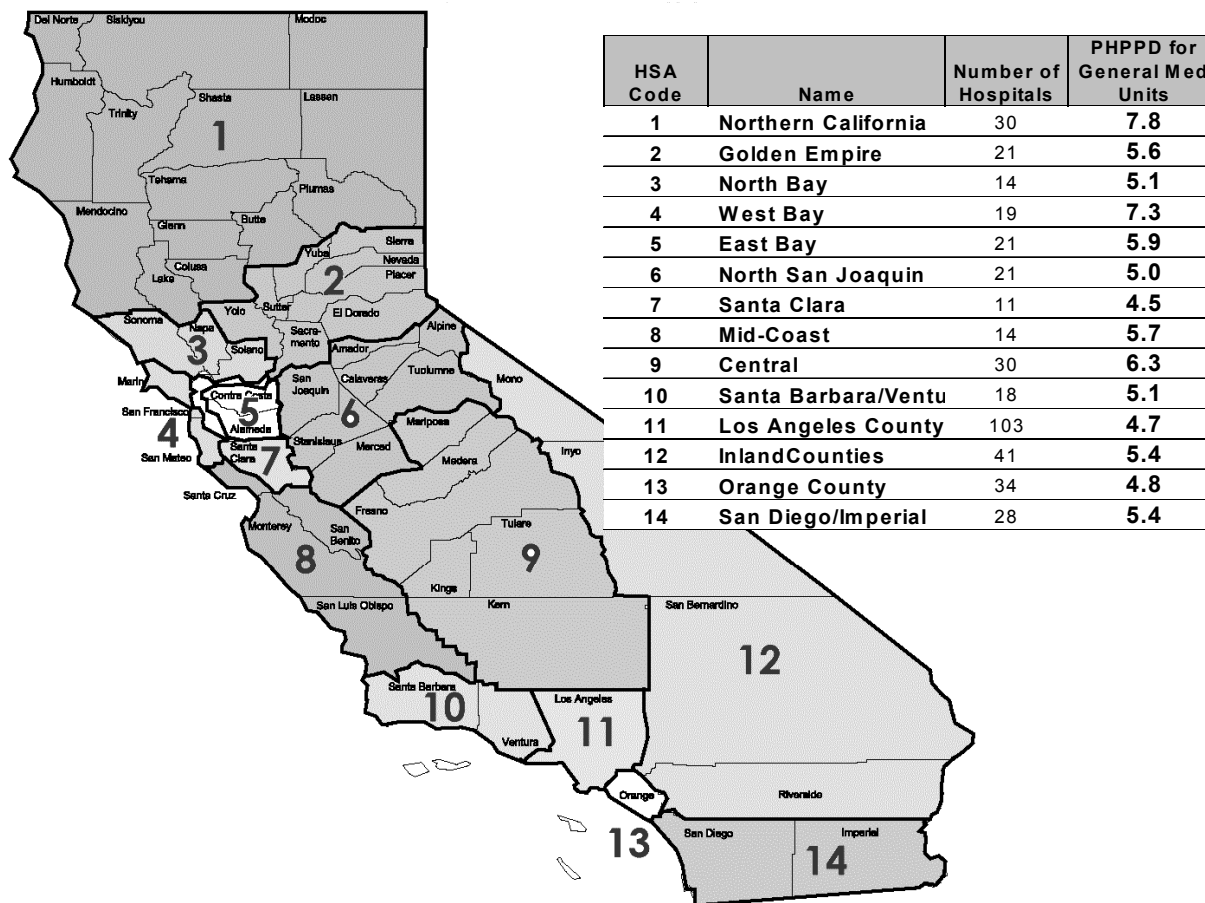 Del Norte
Siskiyou
Modoc
Humboldt
Trinity
Shasta
Lassen
1
Tehama
Plumas
Mendocino
Glenn
Butte
Lake
Colusa
Yuba
Sierra
Nevada
Placer
2
Sutter
El Dorado
Yolo
Sonoma
Napa
Sacra-
mento
Alpine
3
Solano
Amador
Marin
Contra Costa
San
Joaquin
Calaveras
Tuolumne
Mono
San Francisco
5
Alameda
6
Mariposa
4
San Mateo
Santa
Clara
7
Stanislaus
Merced
Madera
Inyo
Santa Cruz
Monterey
San
Benito
Fresno
Tulare
8
9
Kings
San Luis Obispo
Kern
San Bernardino
12
Santa Barbara
10
Ventura
Los Angeles
11
Orange
Riverside
13
San Diego
Imperial
14
HSA Code Name Number of Hospitals PHPPD for General Med Units
1 Northern California 30 7.8
2 Golden Empire 21 5.6
3 North Bay 14 5.1
4 West Bay 19 7.3
5 East Bay 21 5.9
6 North San Joaquin 21 5.0
7 Santa Clara 11 4.5
8 Mid-Coast 14 5.7
9 Central 30 6.3
10 Santa Barbara/Ventu 18 5.1
11 Los Angeles County 103 4.7
12 InlandCounties 41 5.4
13 Orange County 34 4.8
14 San Diego/Imperial 28 5.4